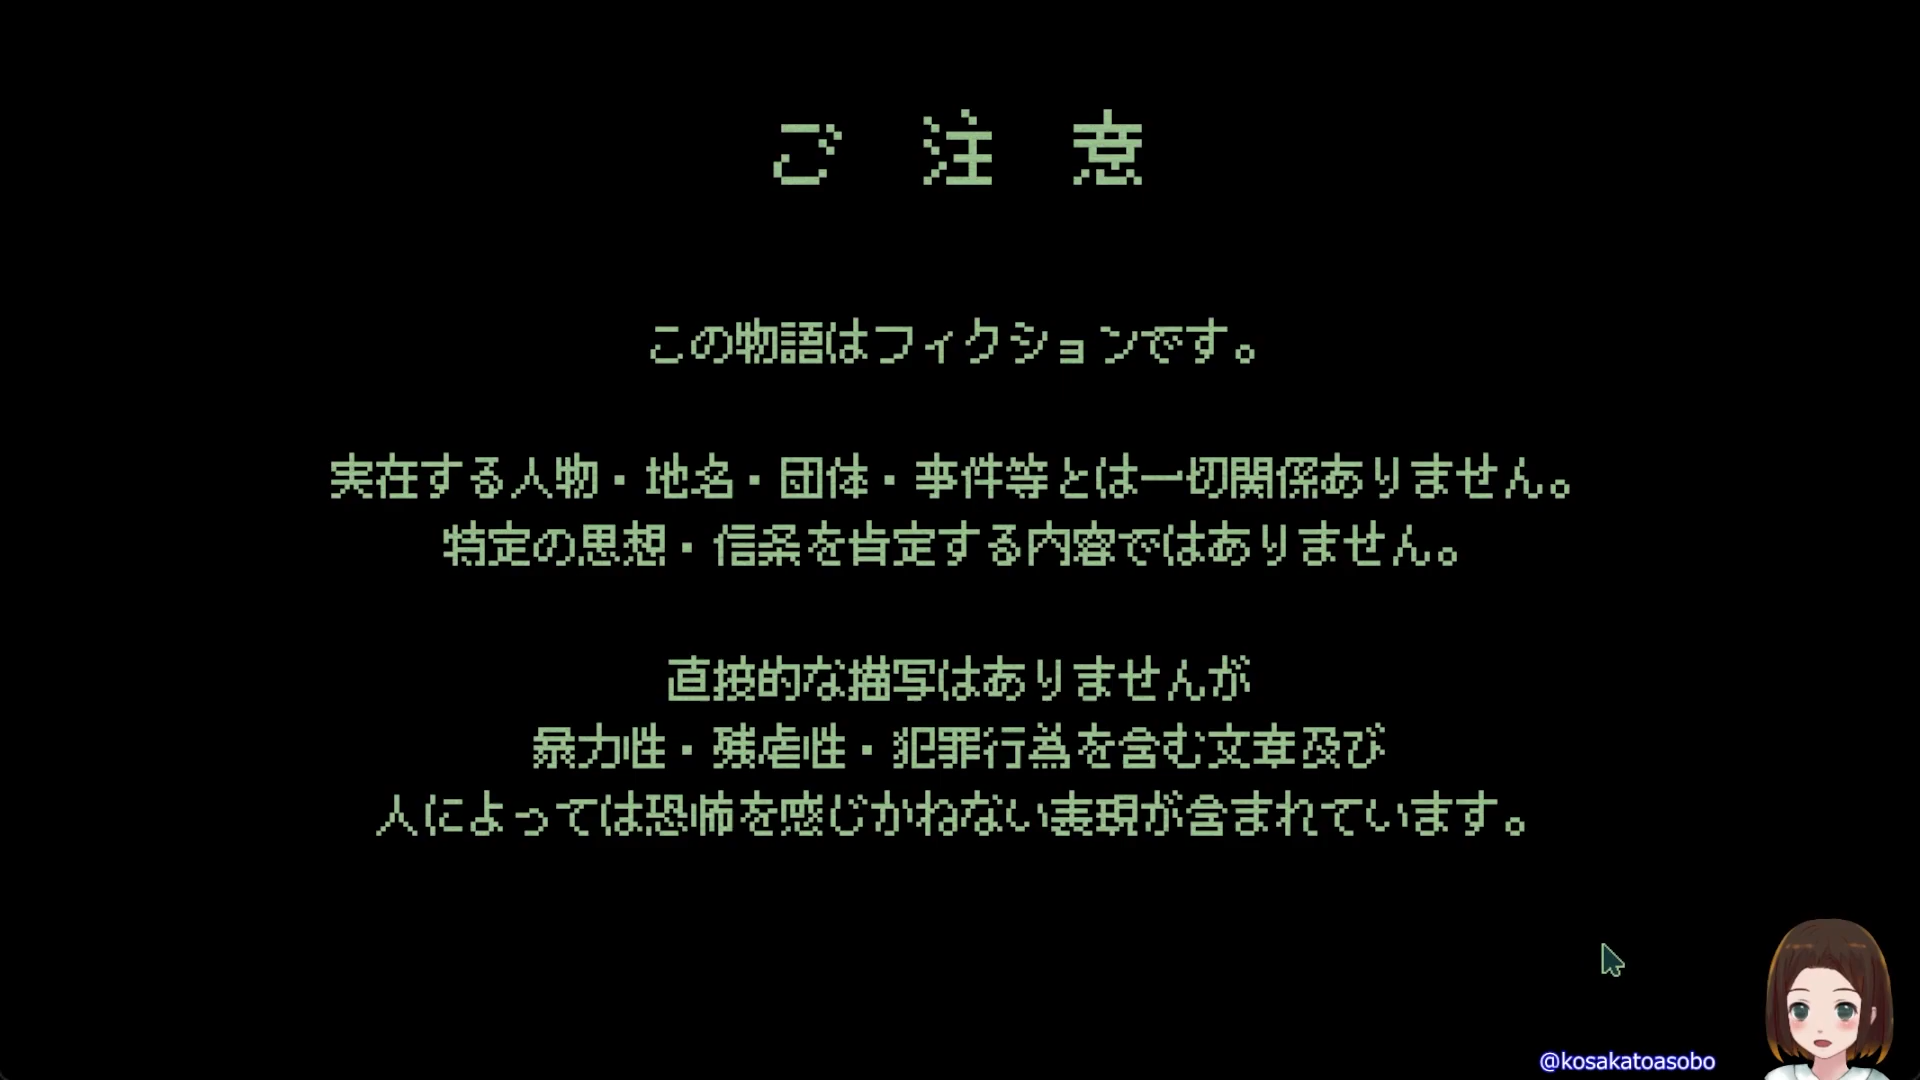 ご注意
この物語はフィクションです。
実在する人物・地名・団体・事件等とは一切関係ありません。
特定の思想・信条を肯定する内容ではありません。
直接的な描写はありませんが
暴力性・残虐性・犯罪行為を含む文章及び
人によっては恐怖を感じかねない表現が含まれています。
@kosakatoasobo